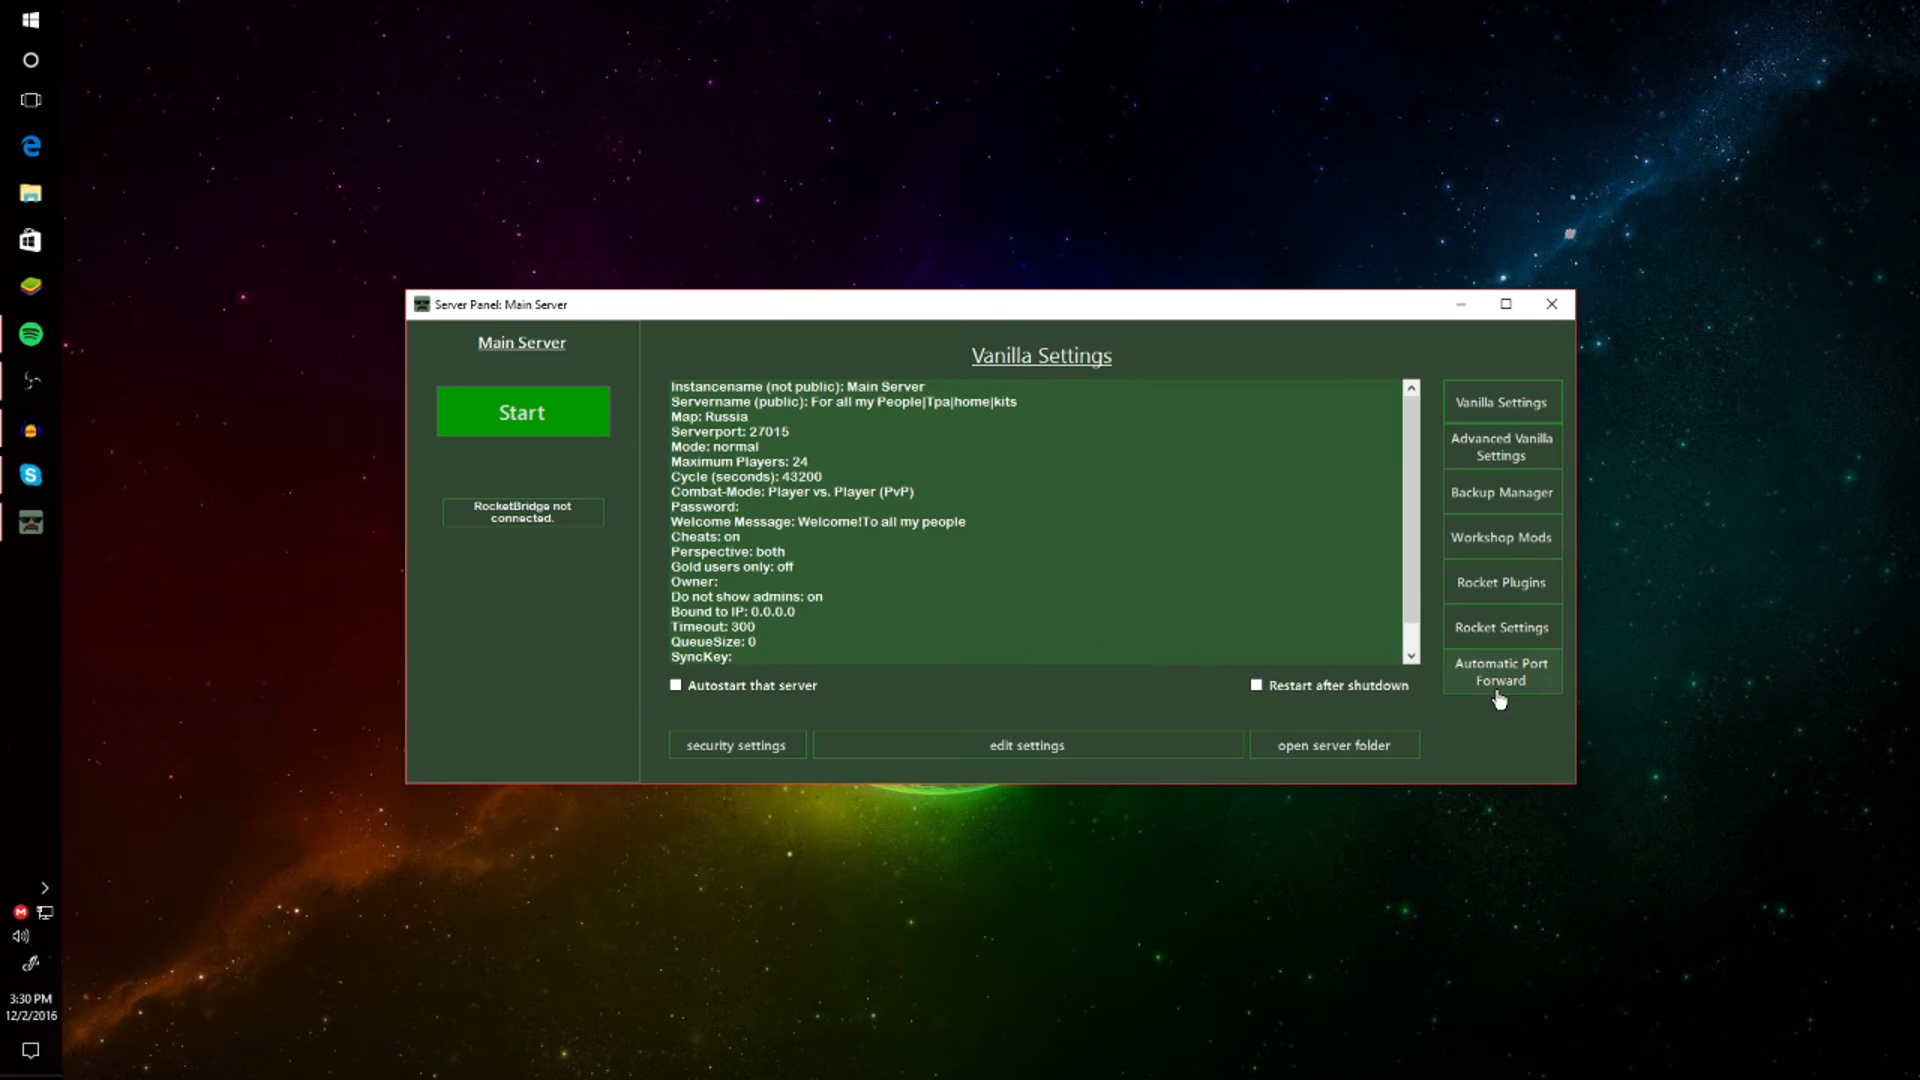 Server Panel: Main Server
Main Server
Start
RocketBridge not
connected.
Vanilla Settings
Instancename (not public): Main Server
Servername (public): For all my People|Tpa|home|kits
Map: Russia
Serverport: 27015
Mode: normal
Maximum Players: 24
Cycle (seconds): 43200
Combat-Mode: Player vs. Player (PvP)
Password:
Welcome Message: Welcome!To all my people
Cheats: on
Perspective: both
Gold users only: off
Owner:
Do not show admins: on
Bound to IP: 0.0.0.0
Timeout: 300
QueueSize: 0
SyncKey:
Autostart that server
Restart after shutdown
security settings
edit settings
open server folder
Vanilla Settings
Advanced Vanilla
Settings
Backup Manager
Workshop Mods
Rocket Plugins
Rocket Settings
Automatic Port
Forward
3:30 PM
12/2/2016